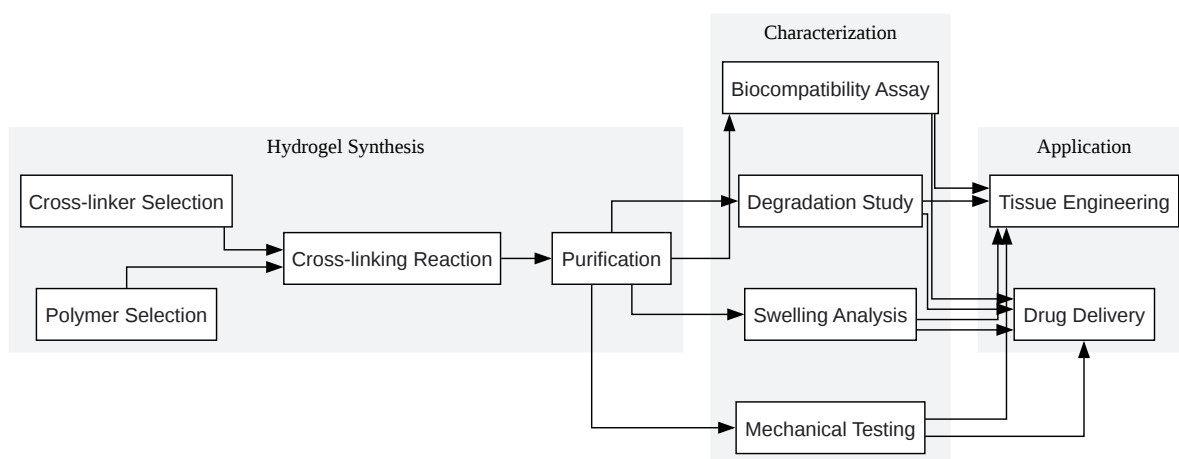 Hydrogel Synthesis
Cross-linker Selection
Polymer Selection
Cross-linking Reaction
Purification
Characterization
Biocompatibility Assay
Degradation Study
Swelling Analysis
Mechanical Testing
Application
Tissue Engineering
Drug Delivery